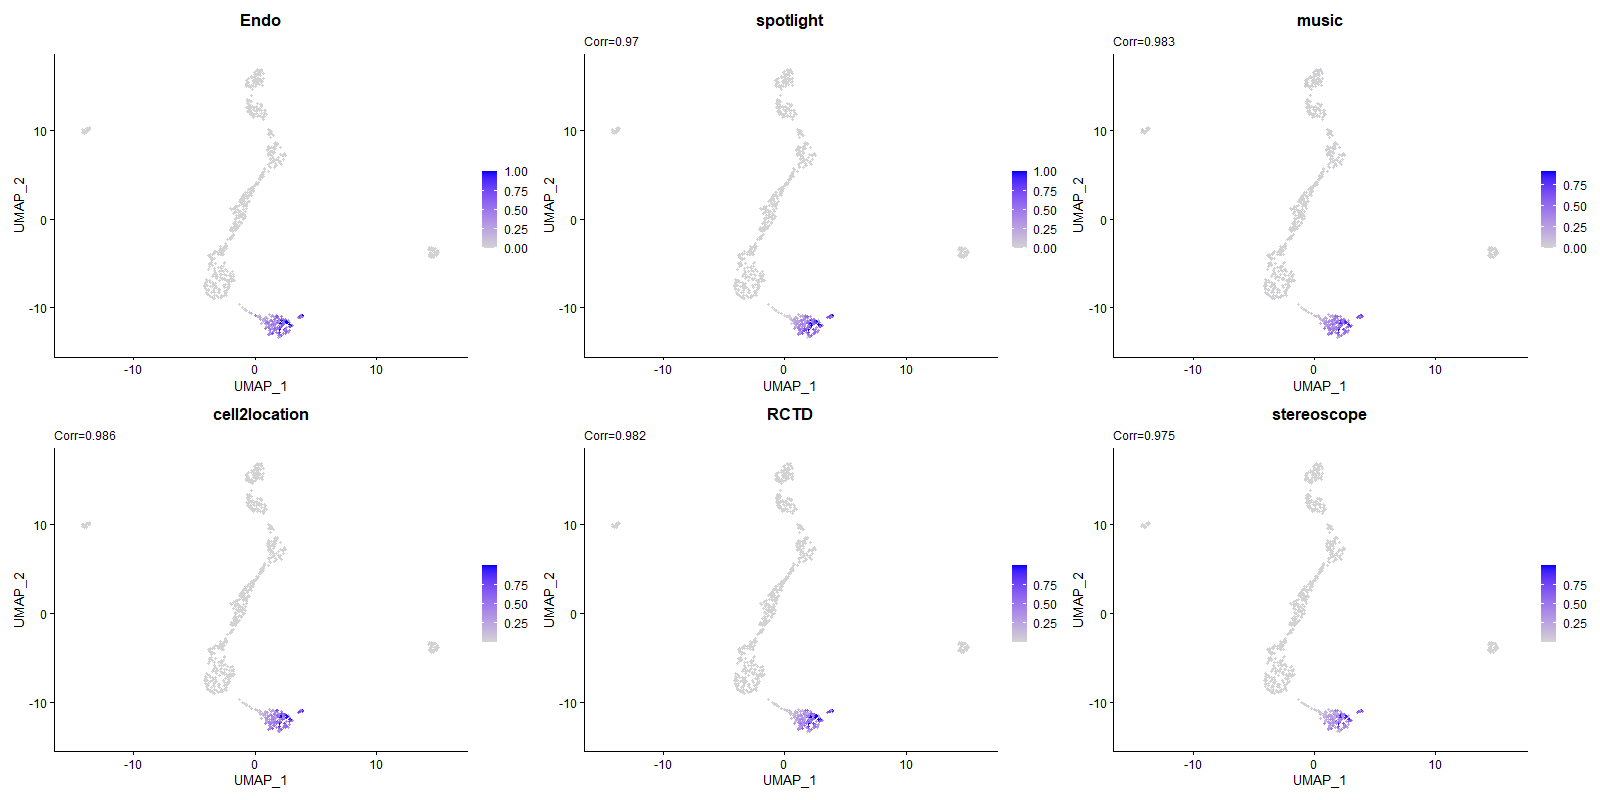 Endo
10
0
-10
-10
0
10
UMAP_1
UMAP_2
1.00
0.75
0.50
0.25
0.00
spotlight
Corr=0.97
10
0
-10
-10
0
10
UMAP_1
UMAP_2
1.00
0.75
0.50
0.25
0.00
music
Corr=0.983
10
0
-10
-10
0
10
UMAP_1
UMAP_2
0.75
0.50
0.25
0.00
cell2location
Corr=0.986
10
0
-10
-10
0
10
UMAP_1
UMAP_2
0.75
0.50
0.25
RCTD
Corr=0.982
10
0
-10
-10
0
10
UMAP_1
UMAP_2
0.75
0.50
0.25
stereoscope
Corr=0.975
10
0
-10
-10
0
10
UMAP_1
UMAP_2
0.75
0.50
0.25